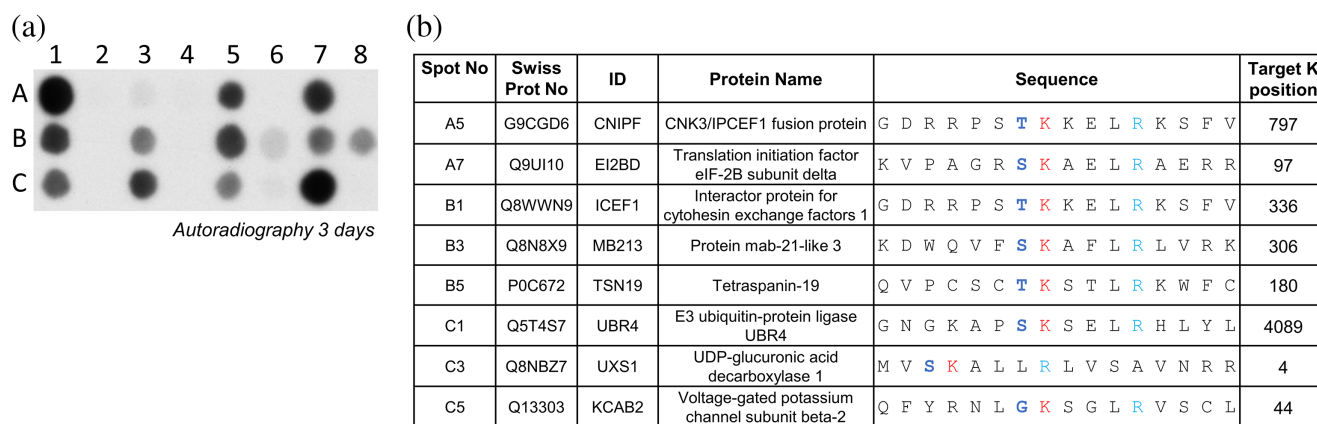 (a)
1 2 3 4 5 6 7 8
A
B
C
Autoradiography 3 days
(b)
Spot No Swiss Prot No ID Protein Name Sequence Target K position
A5 G9CGD6 CNIPF CNK3/IPCEF1 fusion protein G D R R P S T K K E L R K S F V 797
A7 Q9UI10 EI2BD Translation initiation factor eIF-2B subunit delta K V P A G R S K A E L R A E R R 97
B1 Q8WWN9 ICEF1 Interactor protein for cytohesin exchange factors 1 G D R R P S T K K E L R K S F V 336
B3 Q8N8X9 MB213 Protein mab-21-like 3 K D W Q V F S K A F L R L V R K 306
B5 P0C672 TSN19 Tetraspanin-19 Q V P C S C T K S T L R K W F C 180
C1 Q5T4S7 UBR4 E3 ubiquitin-protein ligase UBR4 G N G K A P S K S E L R H L Y L 4089
C3 Q8NBZ7 UXS1 UDP-glucuronic acid decarboxylase 1 M V S K A L L R L V S A V N R R 4
C5 Q13303 KCAB2 Voltage-gated potassium channel subunit beta-2 Q F Y R N L G K S G L R V S C L 44